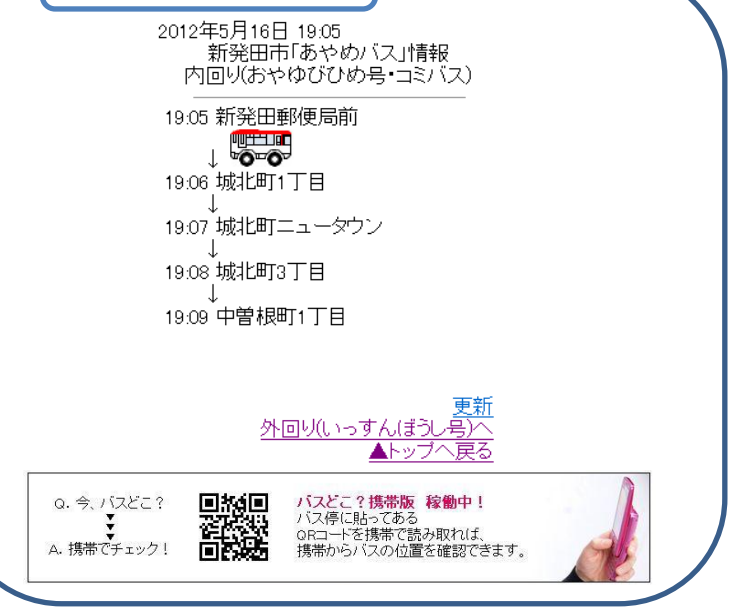 2012年5月16日 19:05
新発田市「あやめバス」情報
内回り(おやゆびひめ号・コミバス)
19:05 新発田郵便局前
↓
19:06 城北町1丁目
↓
19:07 城北町ニュータウン
↓
19:08 城北町3丁目
↓
19:09 中曽根町1丁目
更新
外回り(いっすんぼうし号)へ
▲トップへ戻る
Q. 今、バスどこ？
▼
▼
▼
A. 携帯でチェック！
バスどこ？携帯版 稼働中！
バス停に貼ってある
QRコードを携帯で読み取れば、
携帯からバスの位置を確認できます。